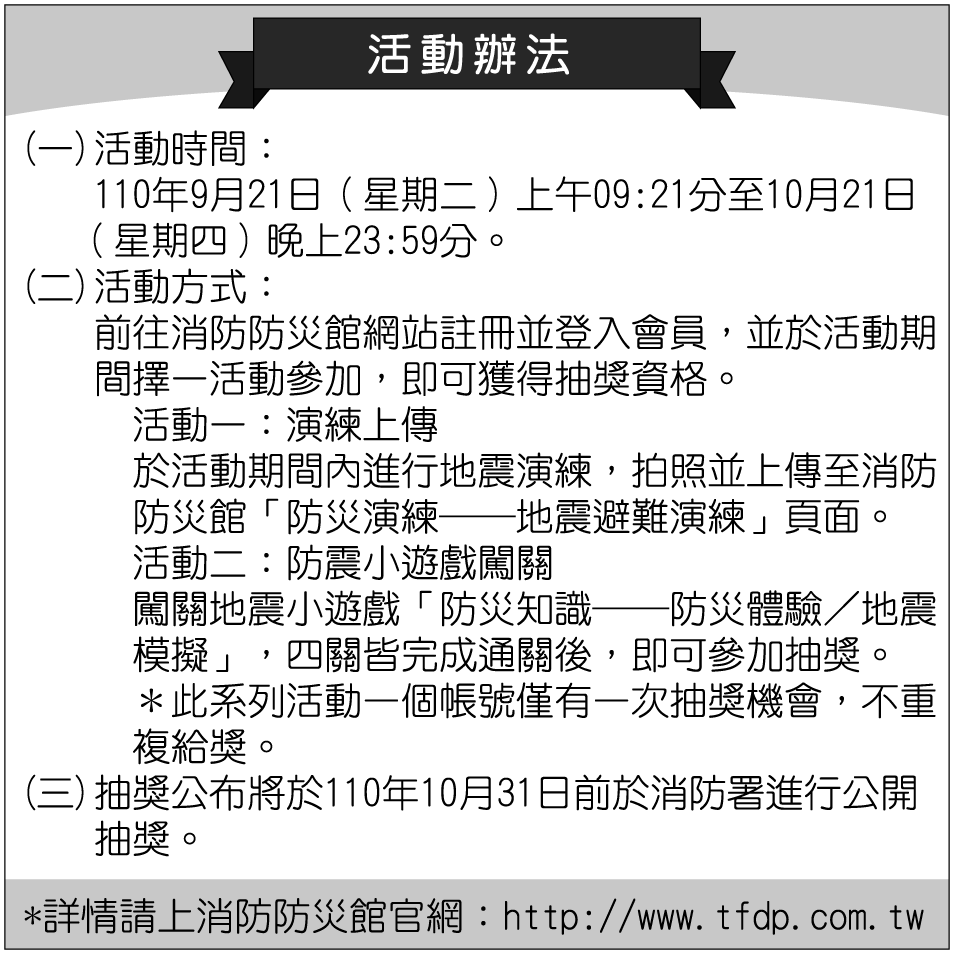 活動辦法
(一)活動時間：
110年9月21日（星期二）上午09:21分至10月21日
（星期四）晚上23:59分。
(二)活動方式：
前往消防防災館網站註冊並登入會員，並於活動期
間擇一活動參加，即可獲得抽獎資格。
活動一：演練上傳
於活動期間內進行地震演練，拍照並上傳至消防
防災館「防災演練──地震避難演練」頁面。
活動二：防震小遊戲闖關
闖關地震小遊戲「防災知識──防災體驗／地震
模擬」，四關皆完成通關後，即可參加抽獎。
＊此系列活動一個帳號僅有一次抽獎機會，不重
複給獎。
(三)抽獎公布將於110年10月31日前於消防署進行公開
抽獎。
*詳情請上消防防災館官網：http://www.tfdp.com.tw